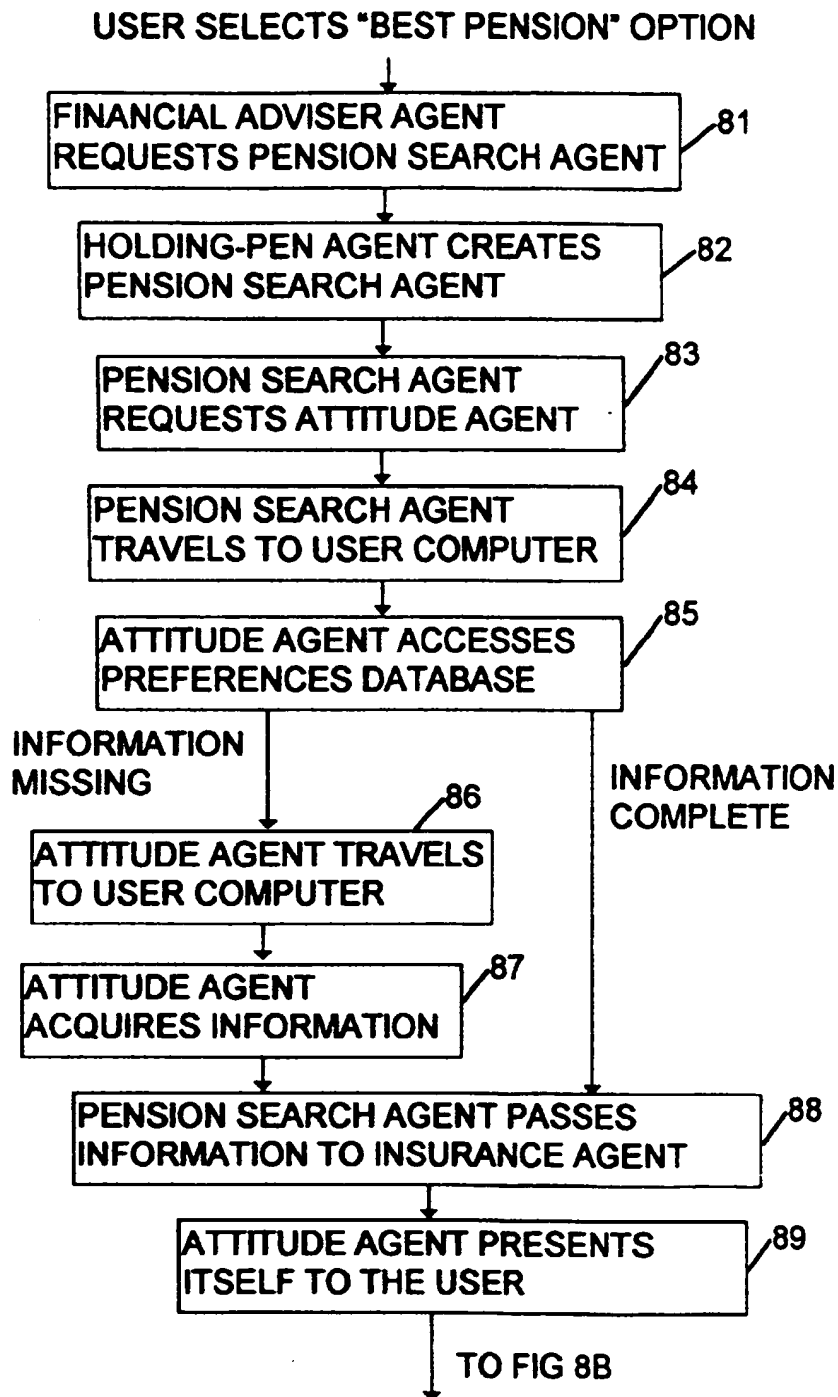 USER SELECTS "BEST PENSION" OPTION
FINANCIAL ADVISER AGENT
REQUESTS PENSION SEARCH AGENT
81
HOLDING-PEN AGENT CREATES
PENSION SEARCH AGENT
82
PENSION SEARCH AGENT
REQUESTS ATTITUDE AGENT
83
PENSION SEARCH AGENT
TRAVELS TO USER COMPUTER
84
ATTITUDE AGENT ACCESSES
PREFERENCES DATABASE
85
INFORMATION
MISSING
INFORMATION
COMPLETE
86
ATTITUDE AGENT TRAVELS
TO USER COMPUTER
87
ATTITUDE AGENT
ACQUIRES INFORMATION
PENSION SEARCH AGENT PASSES
INFORMATION TO INSURANCE AGENT
88
ATTITUDE AGENT PRESENTS
ITSELF TO THE USER
89
TO FIG 8B